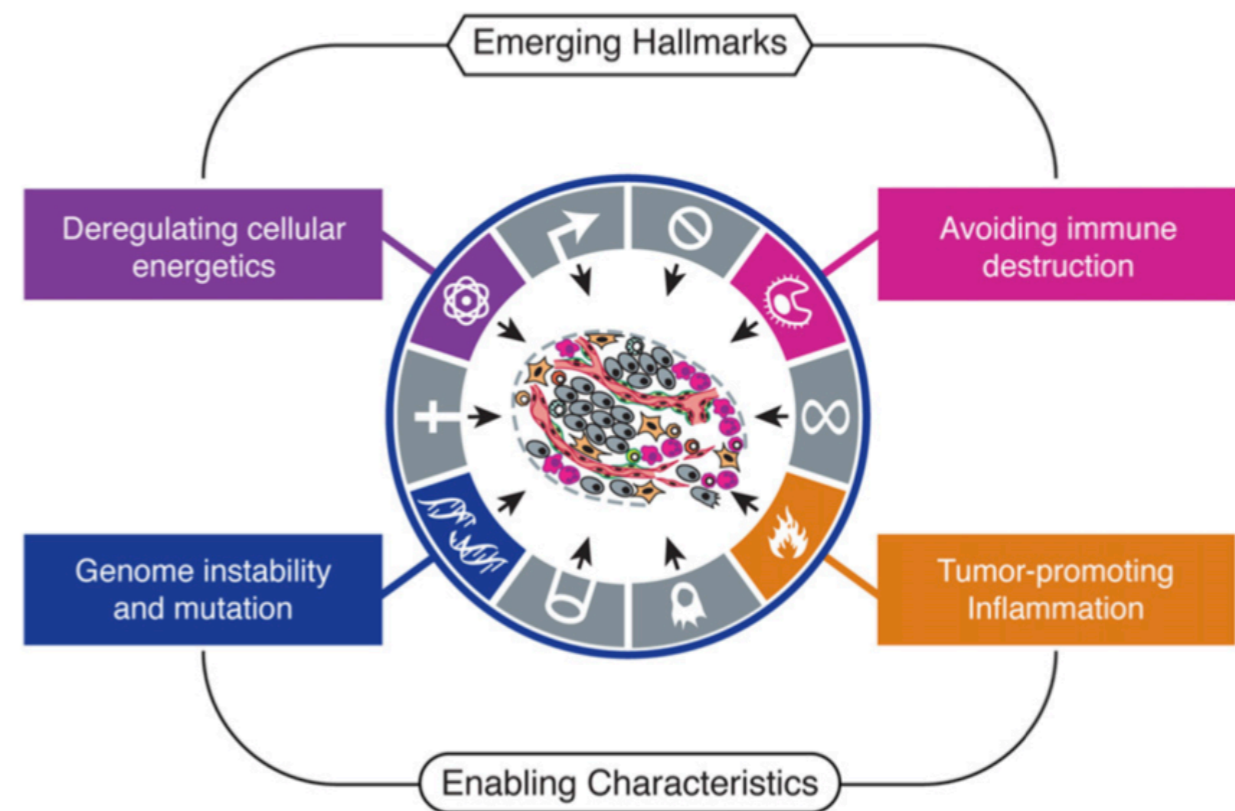 Emerging Hallmarks
Deregulating cellular
energetics
Avoiding immune
destruction
Genome instability
and mutation
Tumor-promoting
Inflammation
Enabling Characteristics